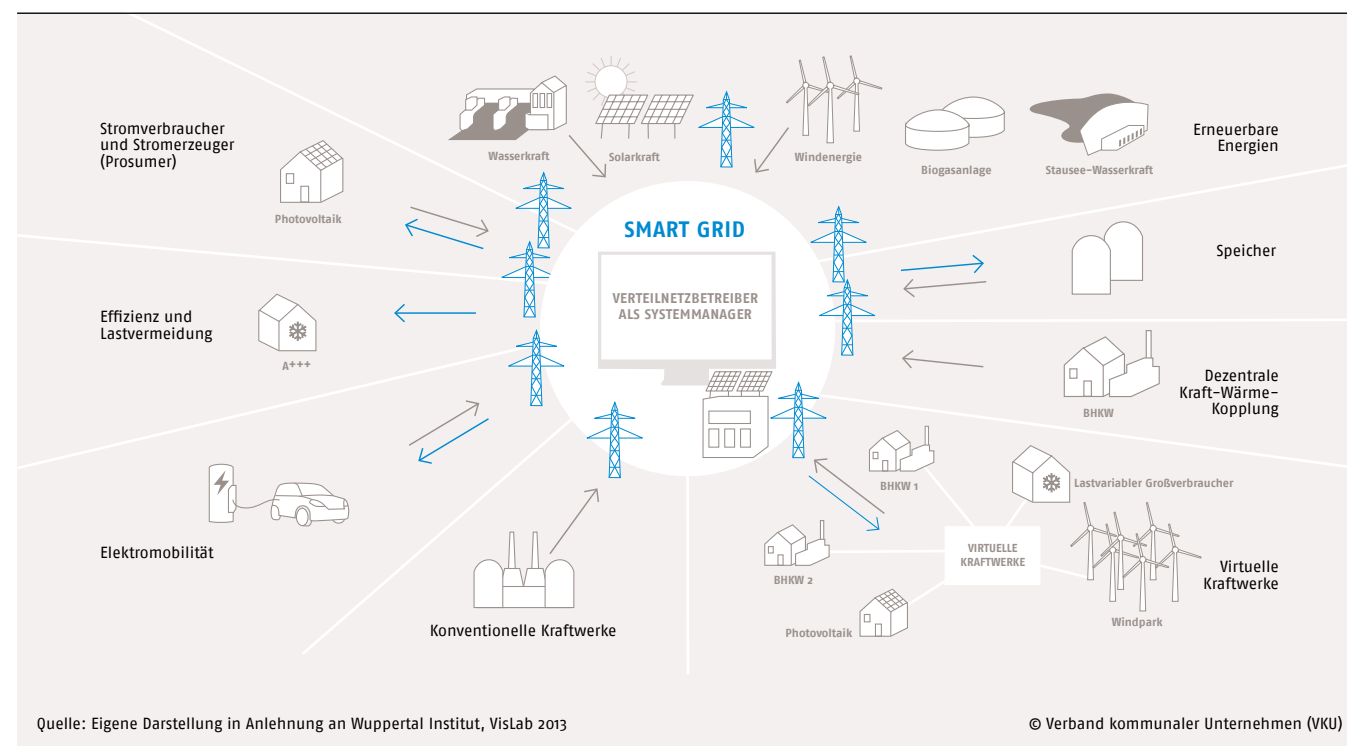 Stromverbraucher
und Stromerzeuger
(Prosumer)
Photovoltaik
Wasserkraft
Solarkraft
Windenergie
Biogasanlage
Stausee-Wasserkraft
Erneuerbare
Energien
SMART GRID
VERTEILNETZBETREIBER
ALS SYSTEMMANAGER
Speicher
Effizienz und
Lastvermeidung
A+++
BHKW
Dezentrale
Kraft-Wärme-
Kopplung
Elektromobilität
Konventionelle Kraftwerke
BHKW 1
Lastvariabler Großverbraucher
BHKW 2
VIRTUELLE
KRAFTWERKE
Photovoltaik
Windpark
Virtuelle
Kraftwerke
Quelle: Eigene Darstellung in Anlehnung an Wuppertal Institut, VisLab 2013
© Verband kommunaler Unternehmen (VKU)